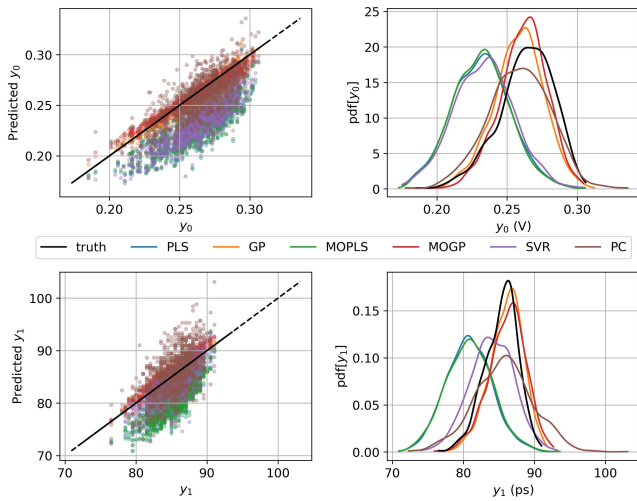 0.30
0.25
0.20
Predicted y₀
0.20
0.25
0.30
y₀
25
20
15
10
5
0
pdf[y₀]
0.20
0.25
0.30
y₀ (V)
truth
PLS
GP
MOPLS
MOGP
SVR
PC
100
90
80
70
Predicted y₁
70
80
90
100
y₁
0.15
0.10
0.05
0.00
pdf[y₁]
70
80
90
100
y₁ (ps)